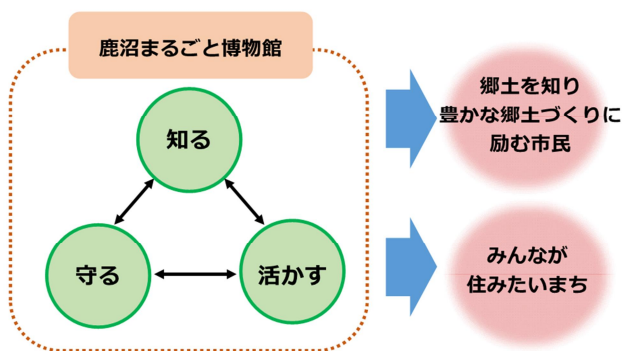 鹿沼まるごと博物館
知る
守る
活かす
郷土を知り
豊かな郷土づくりに
励む市民
みんなが
住みたいまち